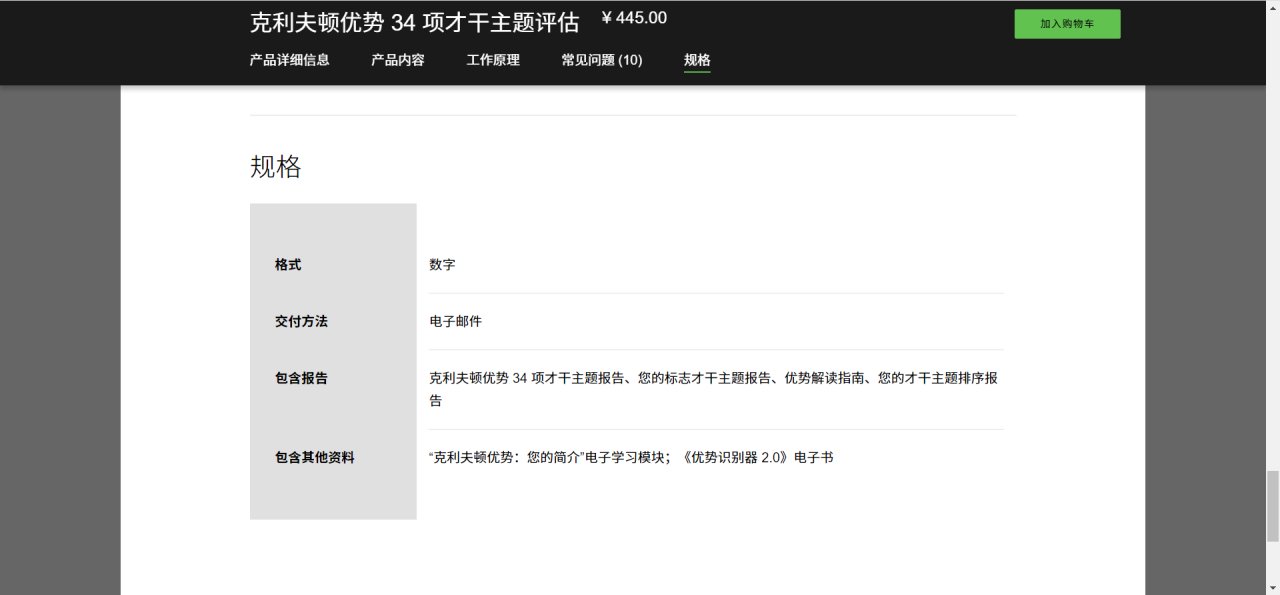 克利夫顿优势 34 项才干主题评估
¥ 445.00
加入购物车
产品详细信息 产品内容 工作原理 常见问题 (10) 规格
规格
格式 数字
交付方法 电子邮件
包含报告 克利夫顿优势 34 项才干主题报告、您的标志才干主题报告、优势解读指南、您的才干主题排序报
告
包含其他资料 “克利夫顿优势：您的简介”电子学习模块；《优势识别器 2.0》电子书